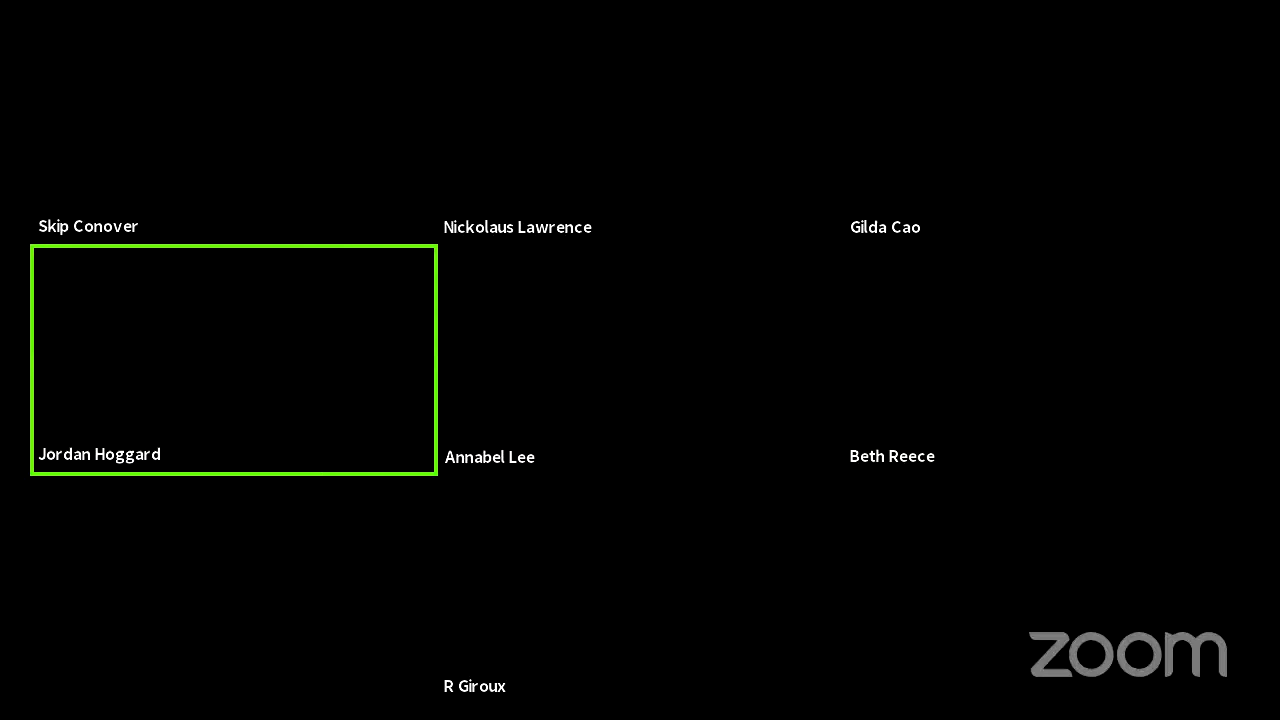 Skip Conover
Nickolaus Lawrence
Gilda Cao
Jordan Hoggard
Annabel Lee
Beth Reece
R Giroux
zoom